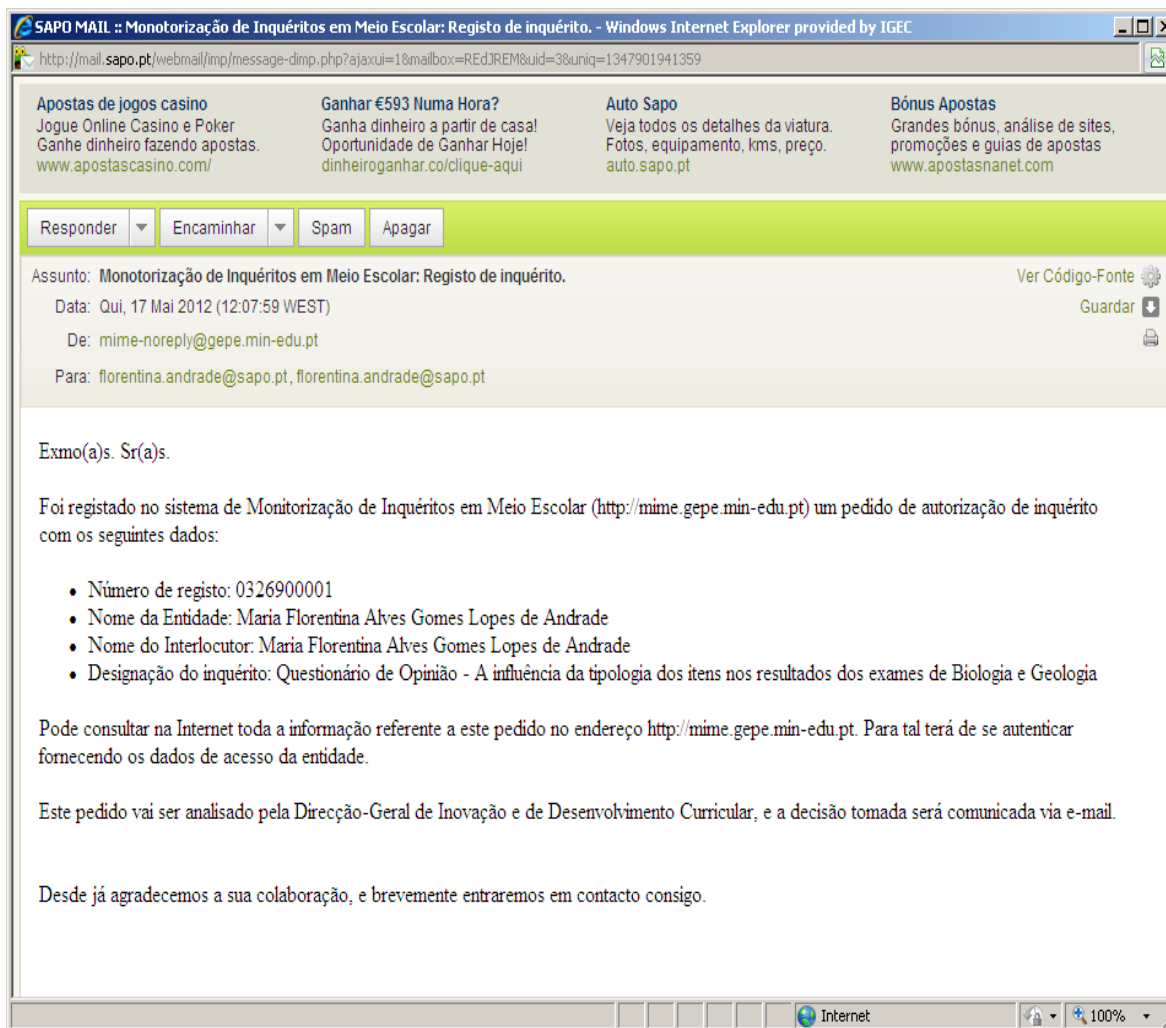 SAPO MAIL :: Monotorização de Inquéritos em Meio Escolar: Registo de inquérito. - Windows Internet Explorer provided by IGEC
http://mail.sapo.pt/webmail/imp/message-dimp.php?ajaxui=1&mailbox=REdJREM&uid=3&uniq=1347901941359
Apostas de jogos casino
Jogue Online Casino e Poker
Ganhe dinheiro fazendo apostas.
www.apostascasino.com/
Ganhar €593 Numa Hora?
Ganha dinheiro a partir de casa!
Oportunidade de Ganhar Hoje!
dinheiroganhar.co/clique-aqui
Auto Sapo
Veja todos os detalhes da viatura.
Fotos, equipamento, kms, preço.
auto.sapo.pt
Bónus Apostas
Grandes bónus, análise de sites,
promoções e guias de apostas
www.apostasnanet.com
Responder Encaminhar Spam Apagar
Assunto: Monotorização de Inquéritos em Meio Escolar: Registo de inquérito. Ver Código-Fonte
Data: Qui, 17 Mai 2012 (12:07:59 WEST) Guardar
De: mime-noreply@gepe.min-edu.pt
Para: florentina.andrade@sapo.pt, florentina.andrade@sapo.pt
Exmo(a)s. Sr(a)s.
Foi registado no sistema de Monitorização de Inquéritos em Meio Escolar (http://mime.gepe.min-edu.pt) um pedido de autorização de inquérito
com os seguintes dados:
• Número de registo: 0326900001
• Nome da Entidade: Maria Florentina Alves Gomes Lopes de Andrade
• Nome do Interlocutor: Maria Florentina Alves Gomes Lopes de Andrade
• Designação do inquérito: Questionário de Opinião - A influência da tipologia dos itens nos resultados dos exames de Biologia e Geologia
Pode consultar na Internet toda a informação referente a este pedido no endereço http://mime.gepe.min-edu.pt. Para tal terá de se autenticar
fornecendo os dados de acesso da entidade.
Este pedido vai ser analisado pela Direcção-Geral de Inovação e de Desenvolvimento Curricular, e a decisão tomada será comunicada via e-mail.
Desde já agradecemos a sua colaboração, e brevemente entraremos em contacto consigo.
Internet 100%